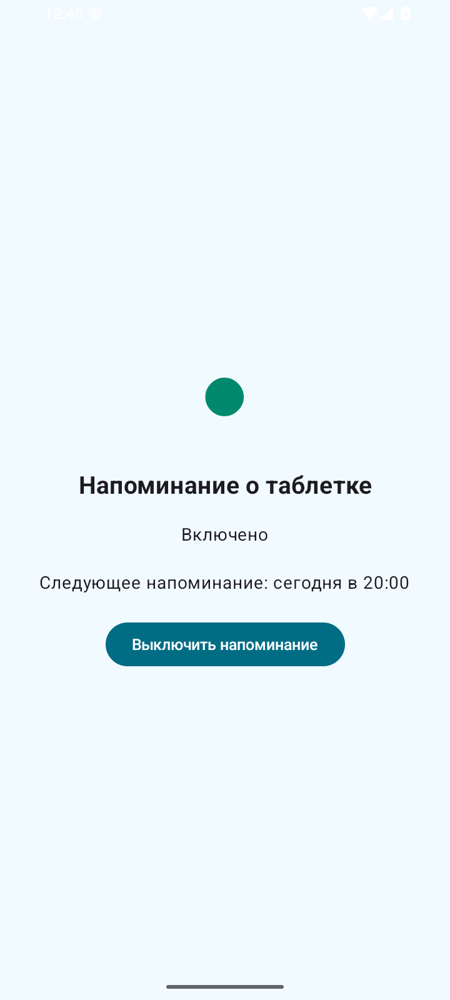 12:45
Напоминание о таблетке
Включено
Следующее напоминание: сегодня в 20:00
Выключить напоминание